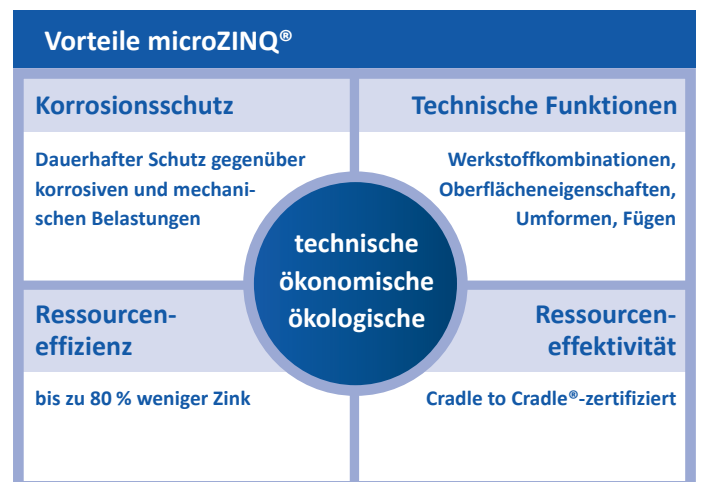 Vorteile microZINQ®
Korrosionsschutz
Dauerhafter Schutz gegenüber
korrosiven und mechani-
schen Belastungen
Technische Funktionen
Werkstoffkombinationen,
Oberflächeneigenschaften,
Umformen, Fügen
technische
ökonomische
ökologische
Ressourcen-
effizienz
bis zu 80 % weniger Zink
Ressourcen-
effektivität
Cradle to Cradle®-zertifiziert